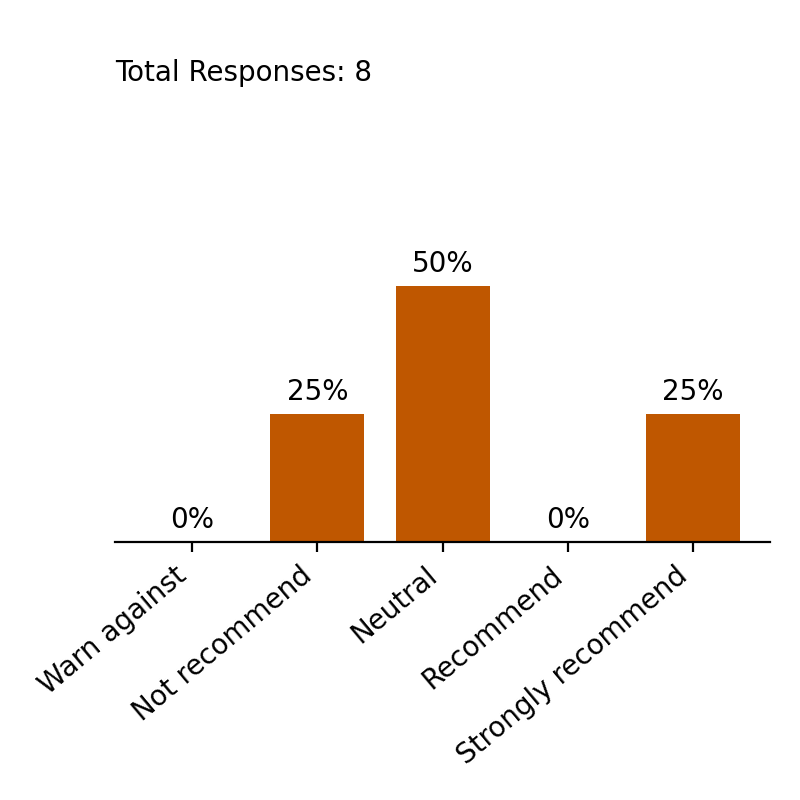 Total Responses: 8
50%
25%
25%
0%
0%
Warn against
Not recommend
Neutral
Recommend
Strongly recommend